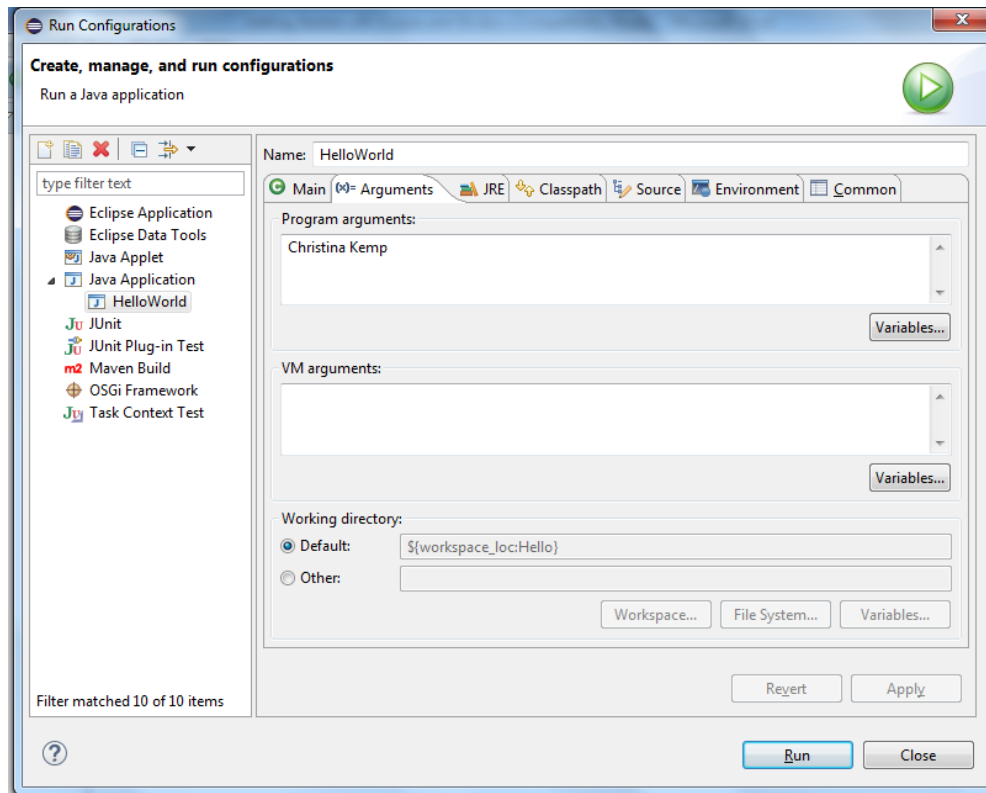 Run Configurations
Create, manage, and run configurations
Run a Java application
type filter text
Eclipse Application
Eclipse Data Tools
Java Applet
Java Application
HelloWorld
JUnit
JUnit Plug-in Test
m2 Maven Build
OSGi Framework
Task Context Test
Filter matched 10 of 10 items
Name: HelloWorld
Main (x)= Arguments JRE Classpath Source Environment Common
Program arguments:
Christina Kemp
Variables...
VM arguments:
Variables...
Working directory:
Default: ${workspace_loc:Hello}
Other:
Workspace... File System... Variables...
Revert Apply
Run Close